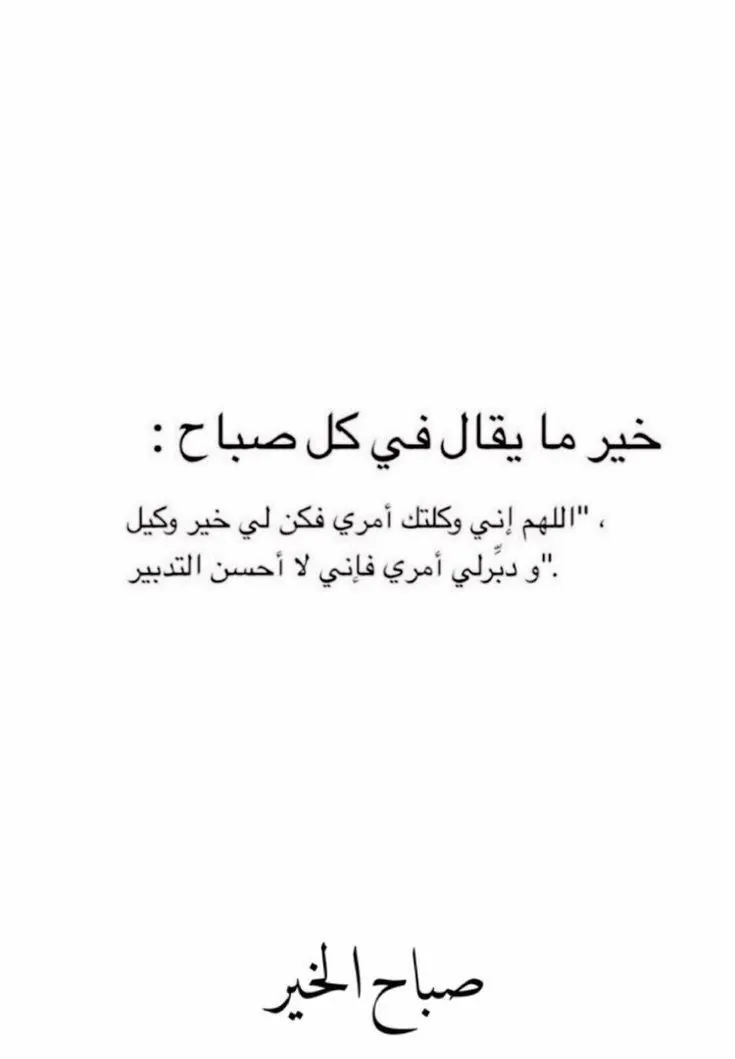 خير ما يقال في كل صباح :
، "اللهم إني وكلتك أمري فكن لي خير وكيل
."و دبِّرلي أمري فإني لا أحسن التدبير
صباح الخير